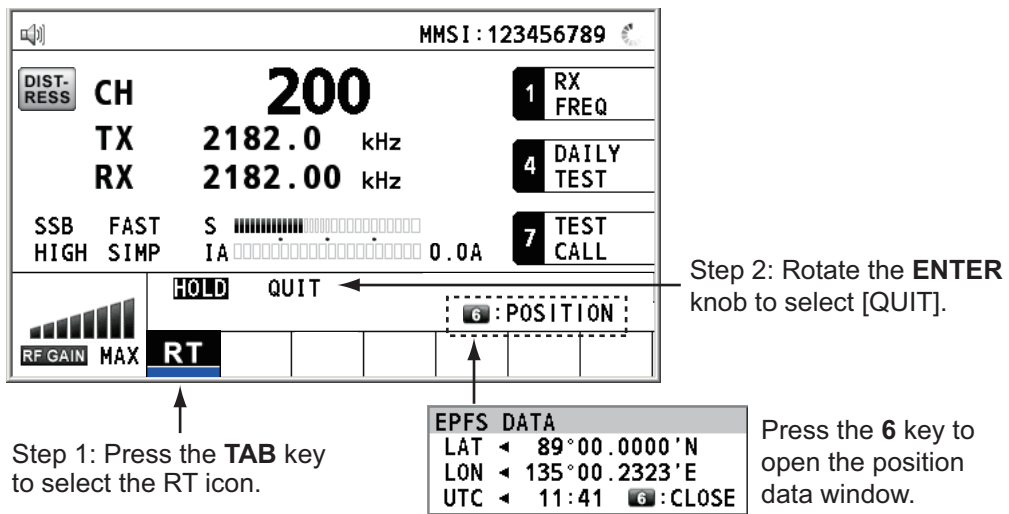 MMSI:123456789
DIST-
RESS
CH 200
TX 2182.0 kHz
RX 2182.00 kHz
SSB FAST S
HIGH SIMP IA 0.0A
1 RX
FREQ
4 DAILY
TEST
7 TEST
CALL
HOLD QUIT
6:POSITION
RF GAIN MAX RT
Step 2: Rotate the ENTER
knob to select [QUIT].
Step 1: Press the TAB key
to select the RT icon.
EPFS DATA
LAT ◄ 89°00.0000'N
LON ◄ 135°00.2323'E
UTC ◄ 11:41 6:CLOSE
Press the 6 key to
open the position
data window.